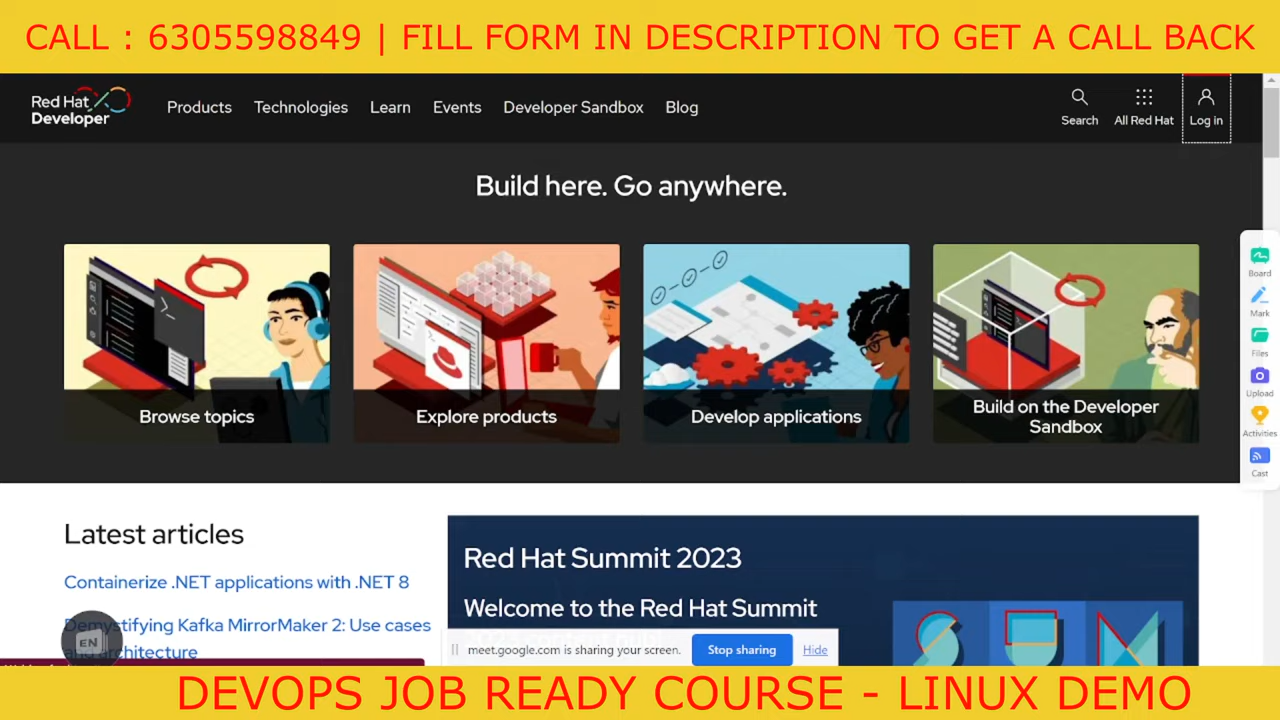 CALL : 6305598849 | FILL FORM IN DESCRIPTION TO GET A CALL BACK
Red Hat
Developer
Products Technologies Learn Events Developer Sandbox Blog
Search All Red Hat Log in
Build here. Go anywhere.
Browse topics
Explore products
Develop applications
Build on the Developer
Sandbox
Board
Mark
Files
Upload
Activities
Cast
Latest articles
Containerize .NET applications with .NET 8
Demystifying Kafka MirrorMaker 2: Use cases
and architecture
EN
Red Hat Summit 2023
Welcome to the Red Hat Summit
meet.google.com is sharing your screen. Stop sharing Hide
DEVOPS JOB READY COURSE - LINUX DEMO